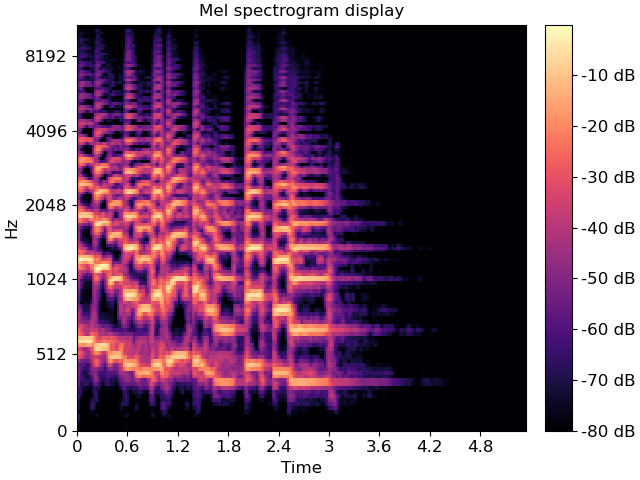 Mel spectrogram display
8192
4096
2048
1024
512
0
Hz
0 0.6 1.2 1.8 2.4 3 3.6 4.2 4.8
Time
-10 dB
-20 dB
-30 dB
-40 dB
-50 dB
-60 dB
-70 dB
-80 dB